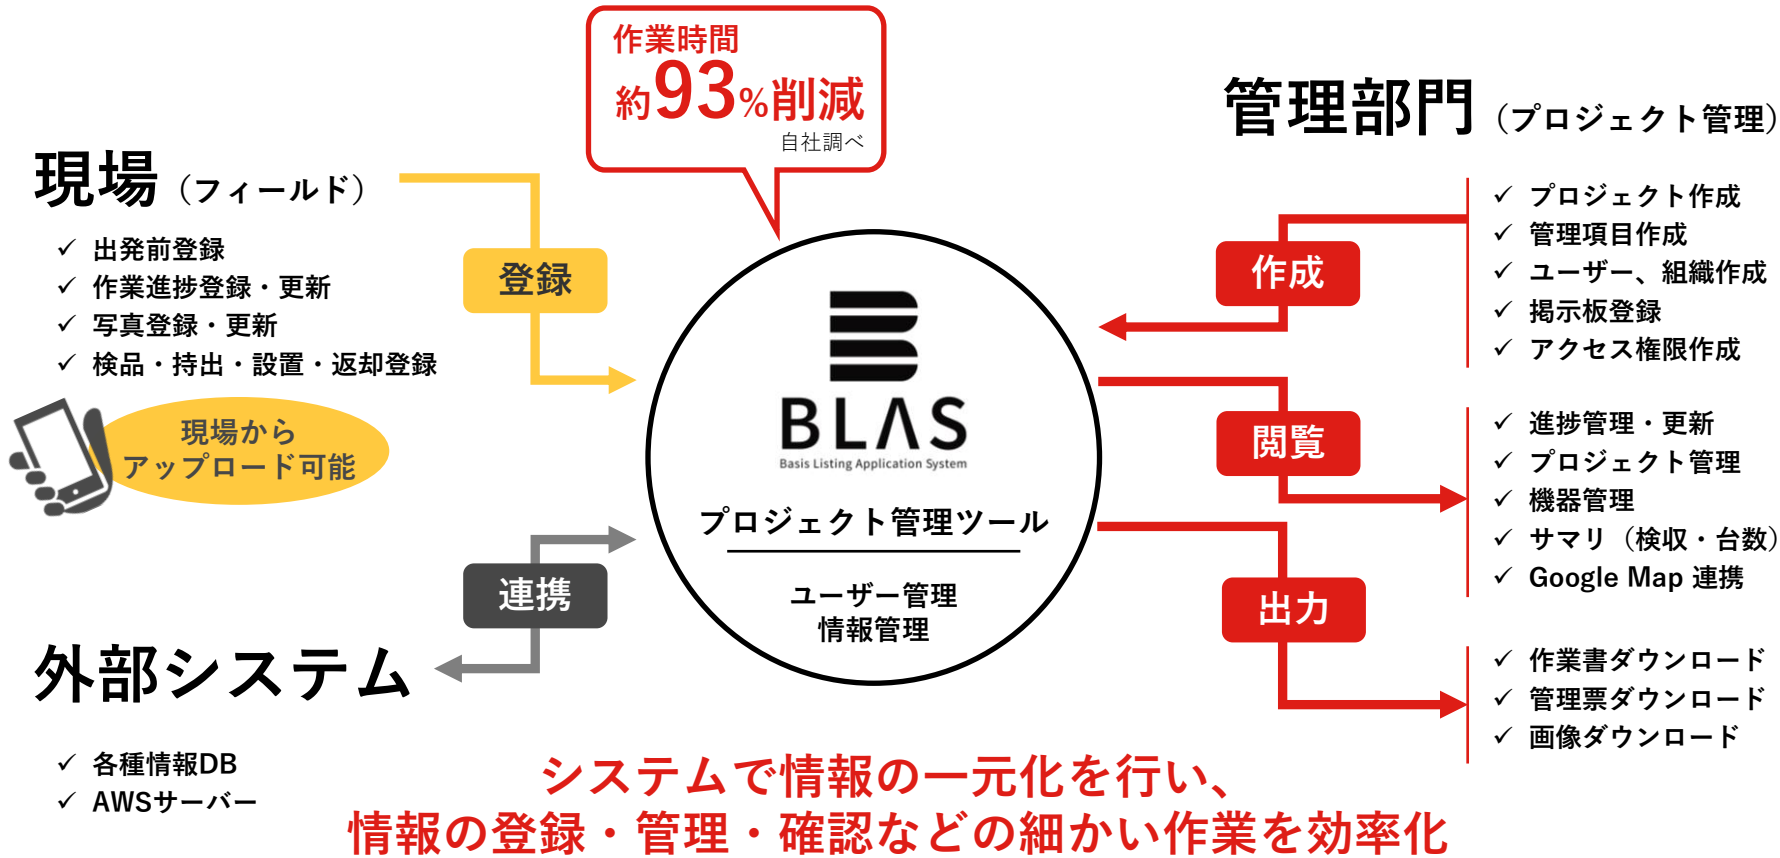 作業時間
約93%削減
自社調べ
現場（フィールド）
出発前登録
作業進捗登録・更新
写真登録・更新
検品・持出・設置・返却登録
現場から
アップロード可能
登録
連携
外部システム
各種情報DB
AWSサーバー
BLAS
Basis Listing Application System
プロジェクト管理ツール
ユーザー管理
情報管理
管理部門（プロジェクト管理）
作成
プロジェクト作成
管理項目作成
ユーザー、組織作成
掲示板登録
アクセス権限作成
閲覧
進捗管理・更新
プロジェクト管理
機器管理
サマリ（検収・台数）
Google Map 連携
出力
作業書ダウンロード
管理票ダウンロード
画像ダウンロード
システムで情報の一元化を行い、
情報の登録・管理・確認などの細かい作業を効率化